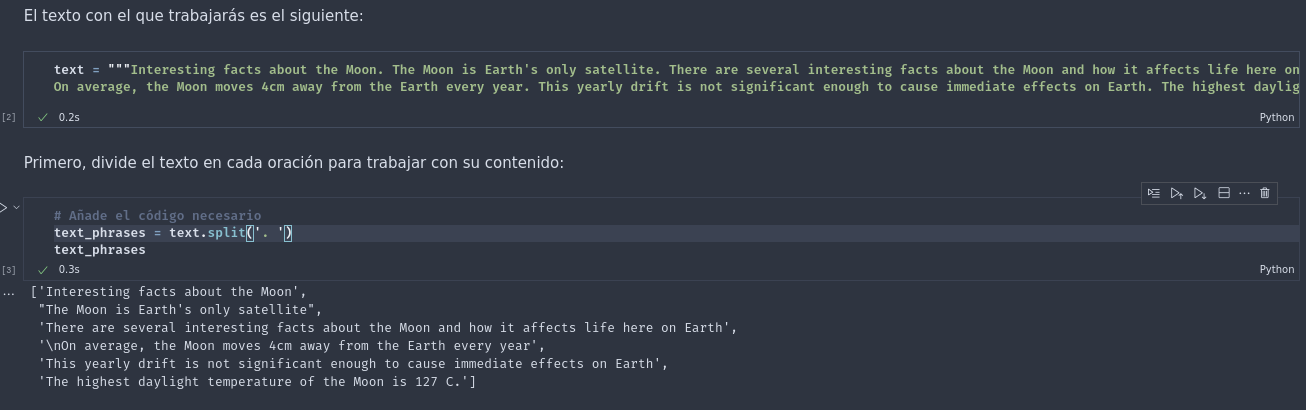 El texto con el que trabajarás es el siguiente:
text = """Interesting facts about the Moon. The Moon is Earth's only satellite. There are several interesting facts about the Moon and how it affects life here on
On average, the Moon moves 4cm away from the Earth every year. This yearly drift is not significant enough to cause immediate effects on Earth. The highest daylig
[2] 0.2s Python
Primero, divide el texto en cada oración para trabajar con su contenido:
# Añade el código necesario
text_phrases = text.split('. ')
text_phrases
[3] 0.3s Python
['Interesting facts about the Moon',
"The Moon is Earth's only satellite",
'There are several interesting facts about the Moon and how it affects life here on Earth',
'\nOn average, the Moon moves 4cm away from the Earth every year',
'This yearly drift is not significant enough to cause immediate effects on Earth',
'The highest daylight temperature of the Moon is 127 C.']